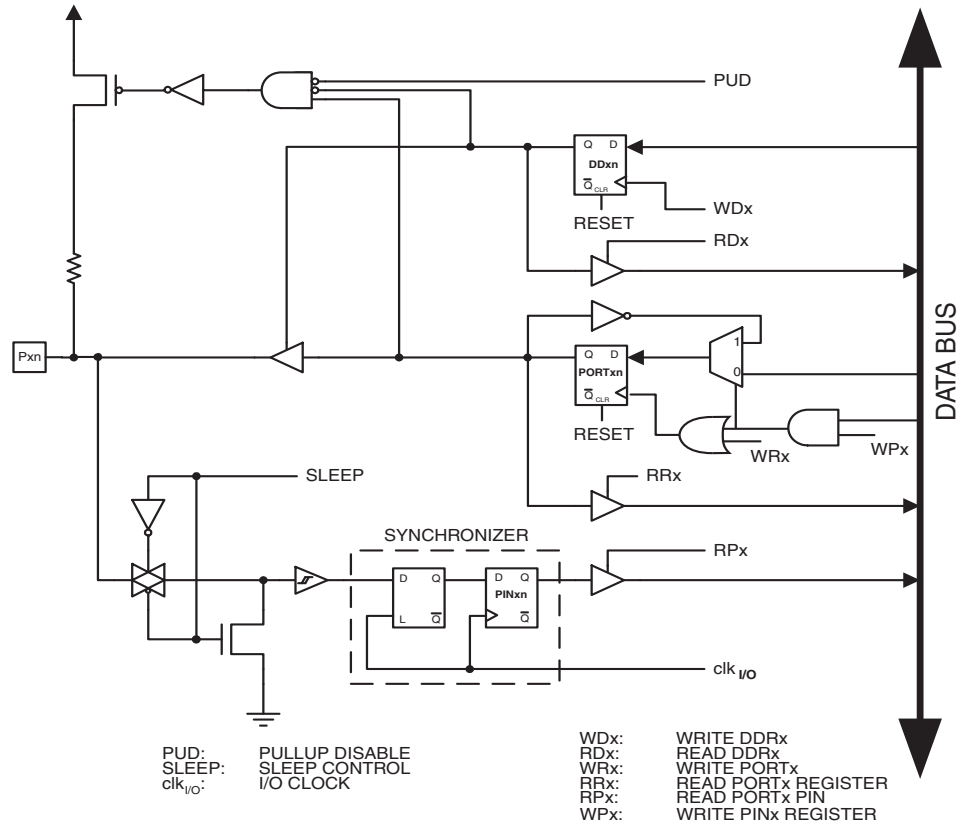 PUD
Q D
DDxn
Q CLR
WDx
RESET
RDx
Pxn
1
Q D
PORTxn
0
Q CLR
RESET
WRx
WPx
DATA BUS
SLEEP
RRx
SYNCHRONIZER
RPx
D Q
D Q
PINxn
L Q
Q
clk I/O
PUD: PULLUP DISABLE
SLEEP: SLEEP CONTROL
clkI/O: I/O CLOCK
WDx: WRITE DDRx
RDx: READ DDRx
WRx: WRITE PORTx
RRx: READ PORTx REGISTER
RPx: READ PORTx PIN
WPx: WRITE PINx REGISTER